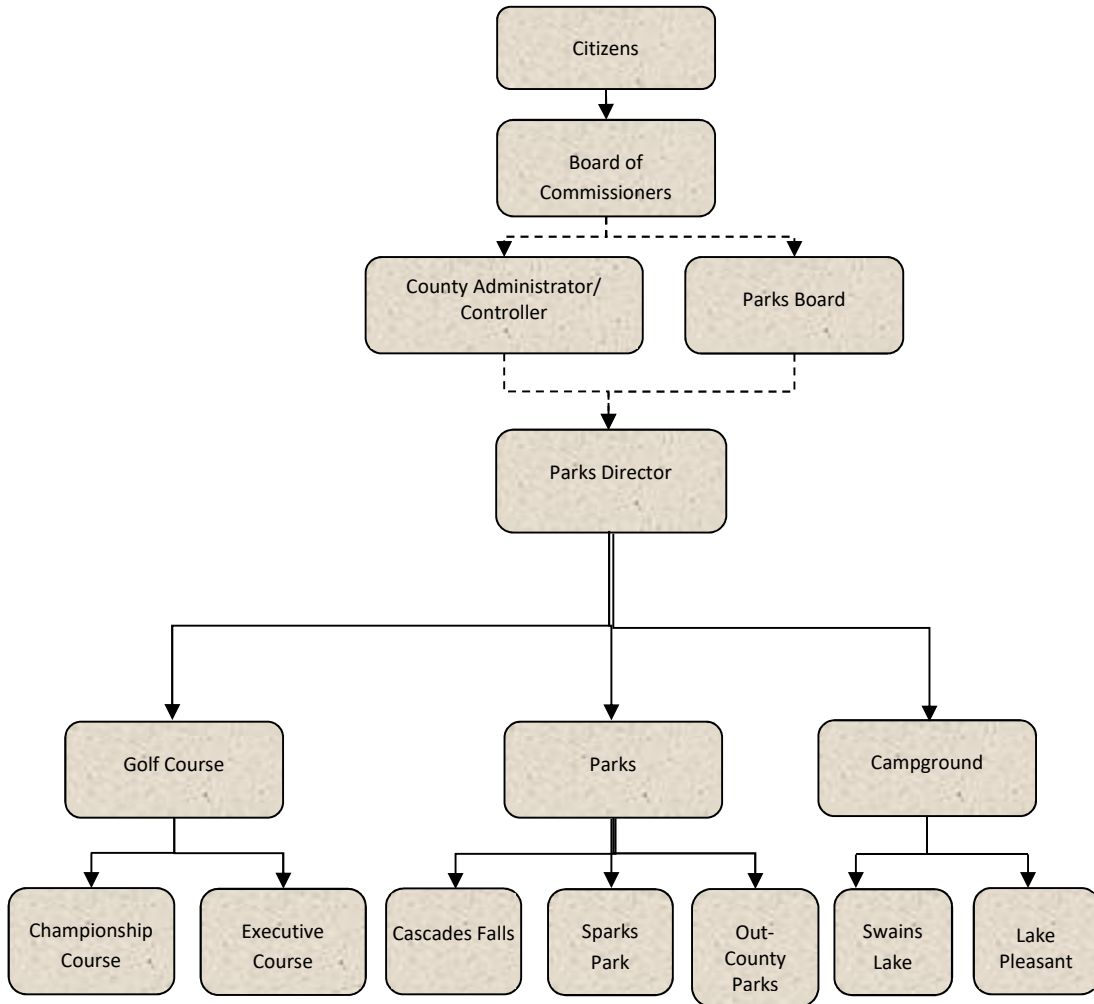 Citizens
Board of
Commissioners
County Administrator/
Controller
Parks Board
Parks Director
Golf Course
Parks
Campground
Championship
Course
Executive
Course
Cascades Falls
Sparks
Park
Out-
County
Parks
Swains
Lake
Lake
Pleasant